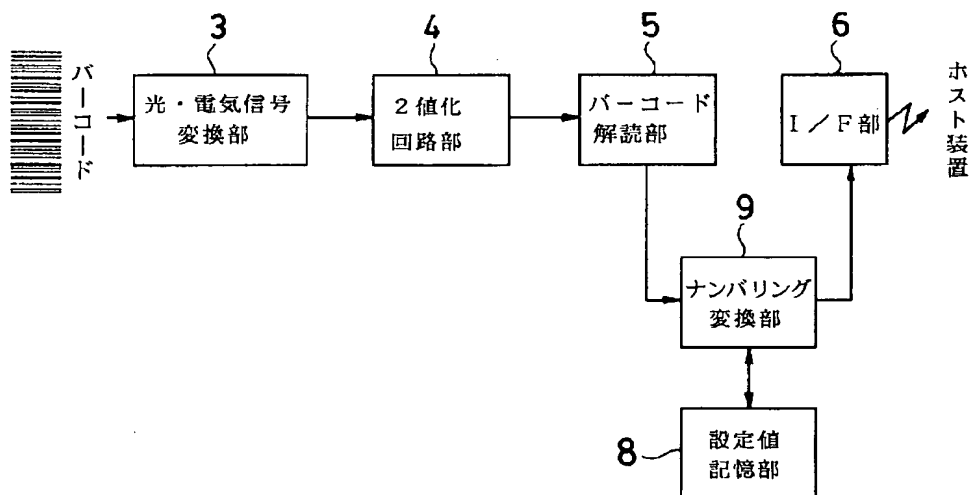 3
4
5
6
バーコード
光・電気信号
変換部
2値化
回路部
バーコード
解読部
I/F部
ホスト装置
9
ナンバリング
変換部
8
設定値
記憶部